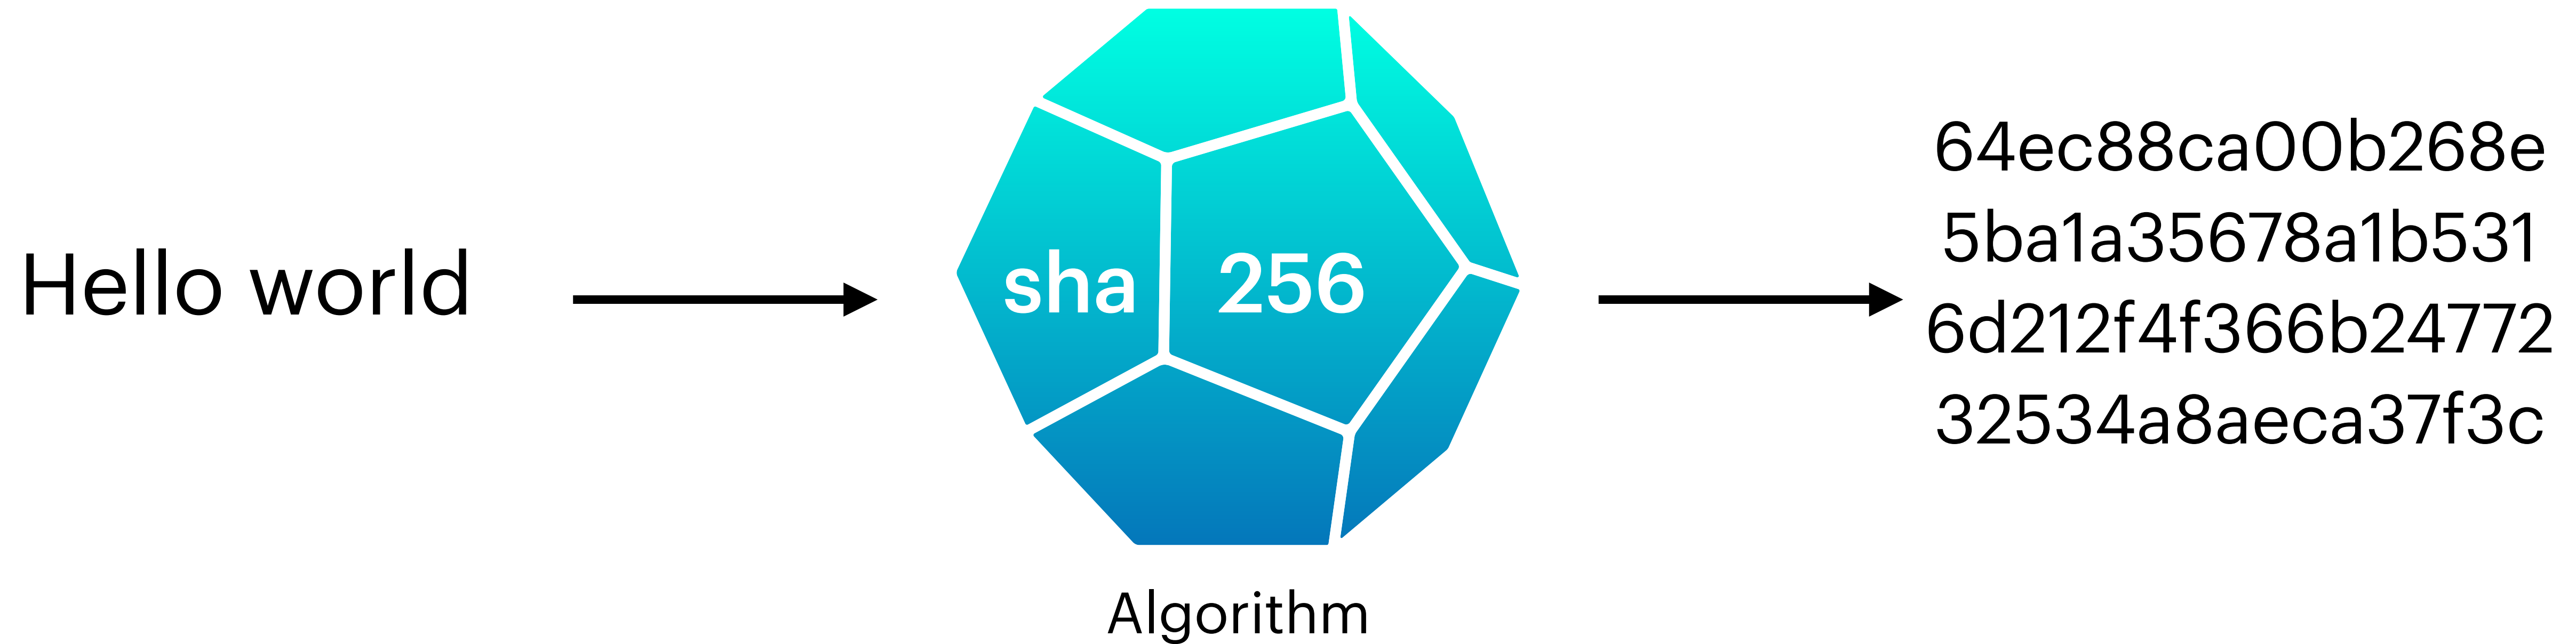 Hello world
sha 256
64ec88ca00b268e
5ba1a35678a1b531
6d212f4f366b24772
32534a8aeca37f3c
Algorithm